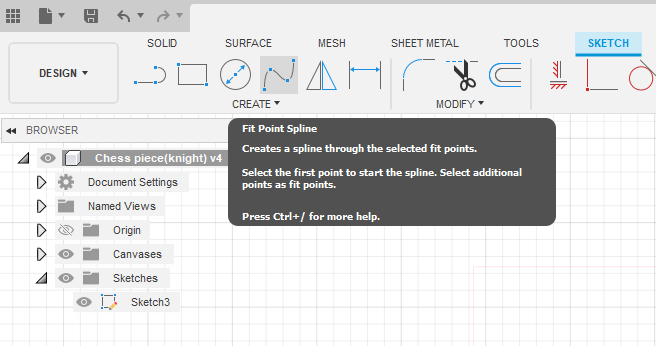 SOLID SURFACE MESH SHEET METAL TOOLS SKETCH
DESIGN
CREATE MODIFY
BROWSER
Fit Point Spline
Creates a spline through the selected fit points.
Select the first point to start the spline. Select additional
points as fit points.
Press Ctrl+/ for more help.
Chess piece(knight) v4
Document Settings
Named Views
Origin
Canvases
Sketches
Sketch3